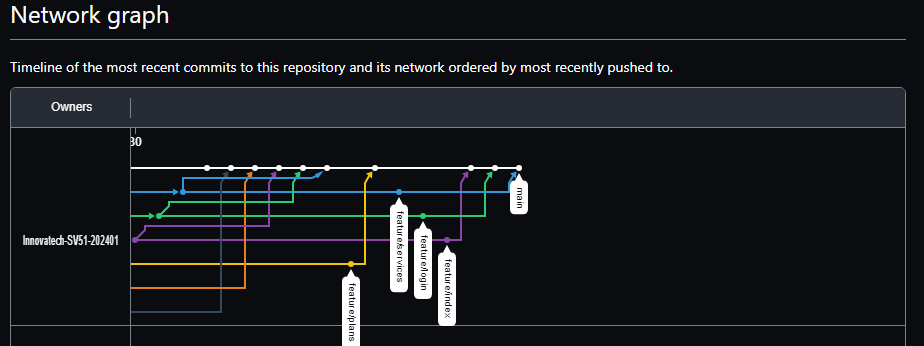 Network graph
Timeline of the most recent commits to this repository and its network ordered by most recently pushed to.
Owners
30
main
feature/services
feature/login
Innovatech-SV51-202401
feature/index
feature/plans